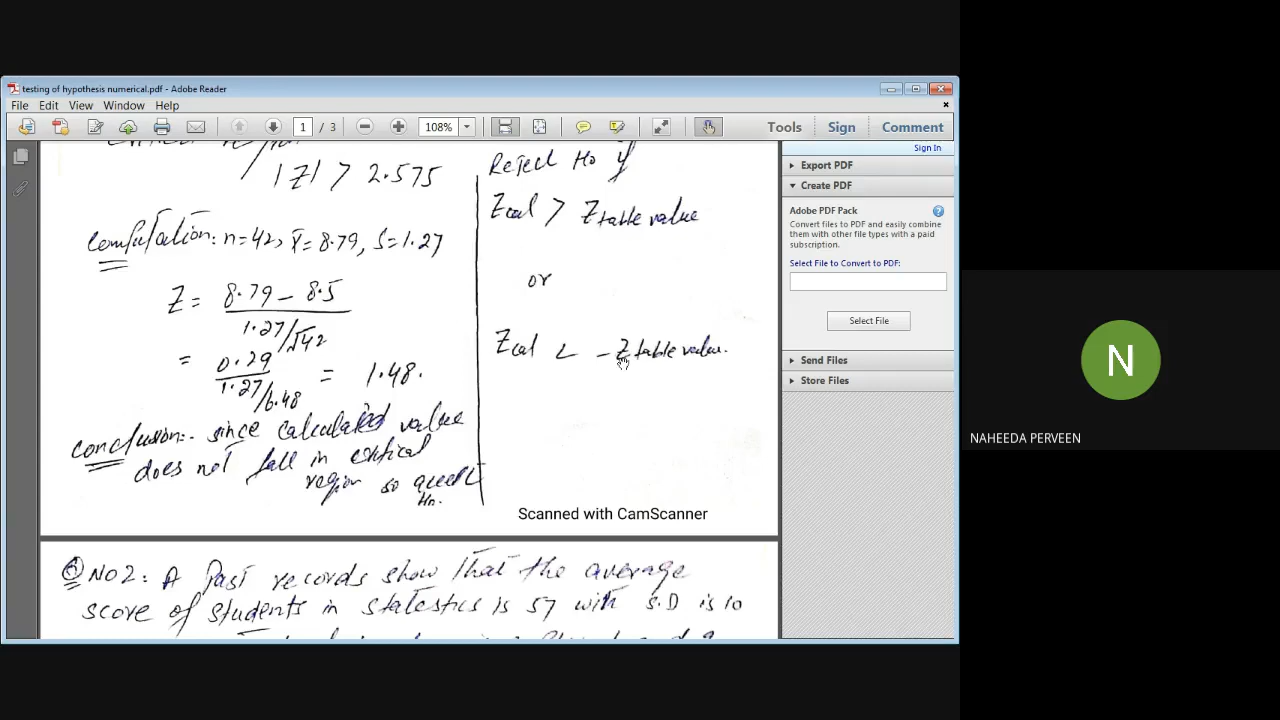 testing of hypothesis numerical.pdf - Adobe Reader
File Edit View Window Help
1 / 3 108% Tools Sign Comment
Sign In
Export PDF
Create PDF
Adobe PDF Pack
Convert files to PDF and easily combine
them with other file types with a paid
subscription.
Select File to Convert to PDF:
Select File
Send Files
Store Files
|Z| > 2.575
Computation: n=42, x̄=8.79, S=1.27
Z = 8.79 - 8.5
1.27/√42
= 0.29
1.27/6.48
= 1.48.
Conclusion:- since calculated value
does not fall in critical
region so accept
Ho.
Reject Ho if
Zcal > Ztable value
or
Zcal < -Ztable value.
Scanned with CamScanner
Q NO2: A Past records show that the average
score of students in statestics is 57 with S.D is 10
N
NAHEEDA PERVEEN